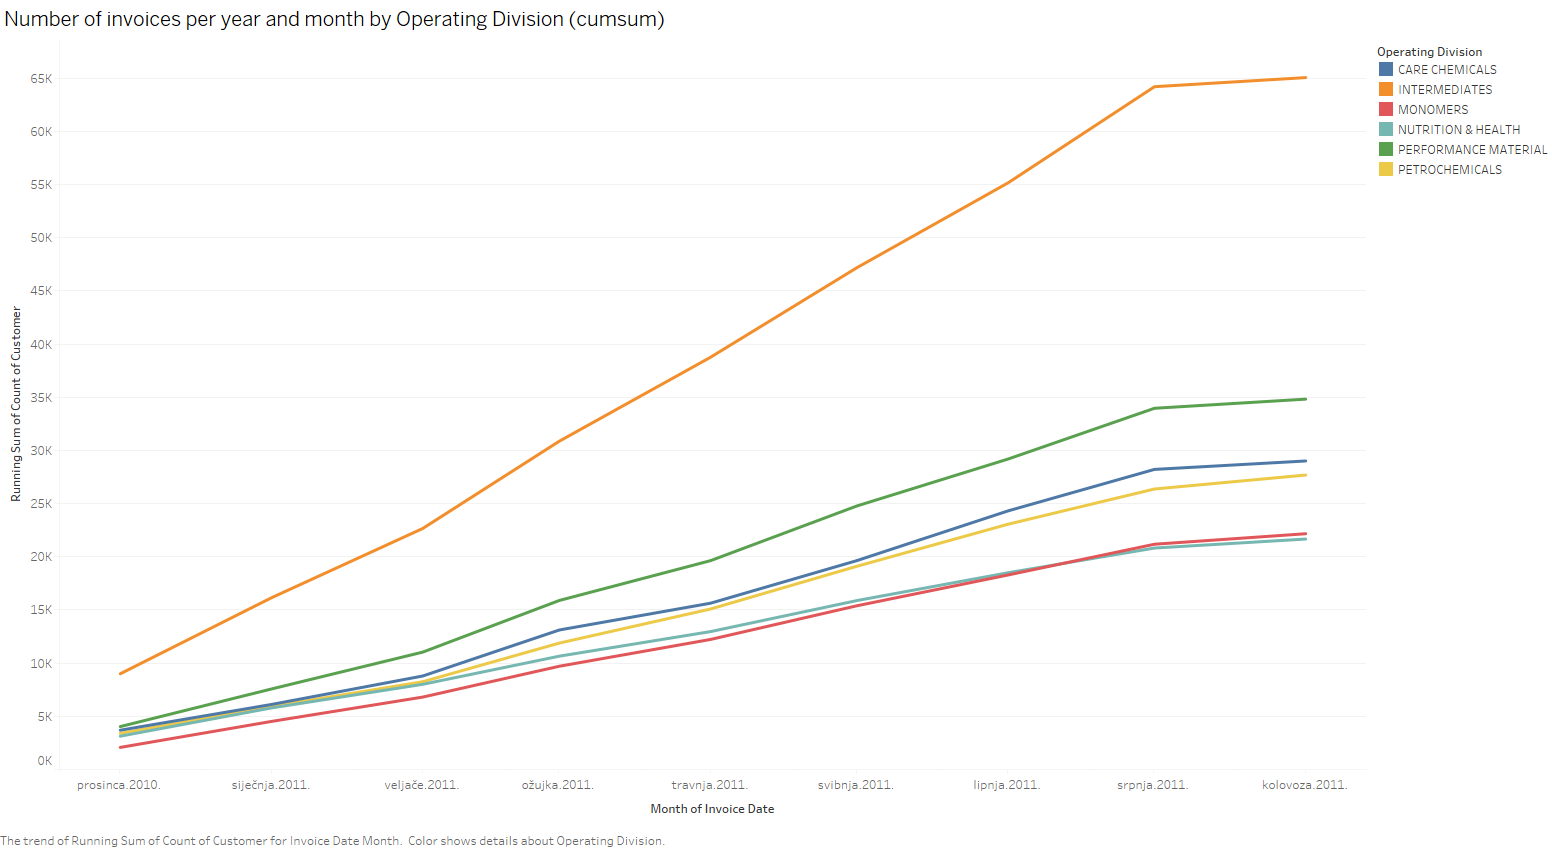 Number of invoices per year and month by Operating Division (cumsum)
Operating Division
CARE CHEMICALS
INTERMEDIATES
MONOMERS
NUTRITION & HEALTH
PERFORMANCE MATERIAL
PETROCHEMICALS
Running Sum of Count of Customer
65K
60K
55K
50K
45K
40K
35K
30K
25K
20K
15K
10K
5K
0K
prosinca.2010. siječnja.2011. veljače.2011. ožujka.2011. travnja.2011. svibnja.2011. lipnja.2011. srpnja.2011. kolovoza.2011.
Month of Invoice Date
The trend of Running Sum of Count of Customer for Invoice Date Month. Color shows details about Operating Division.